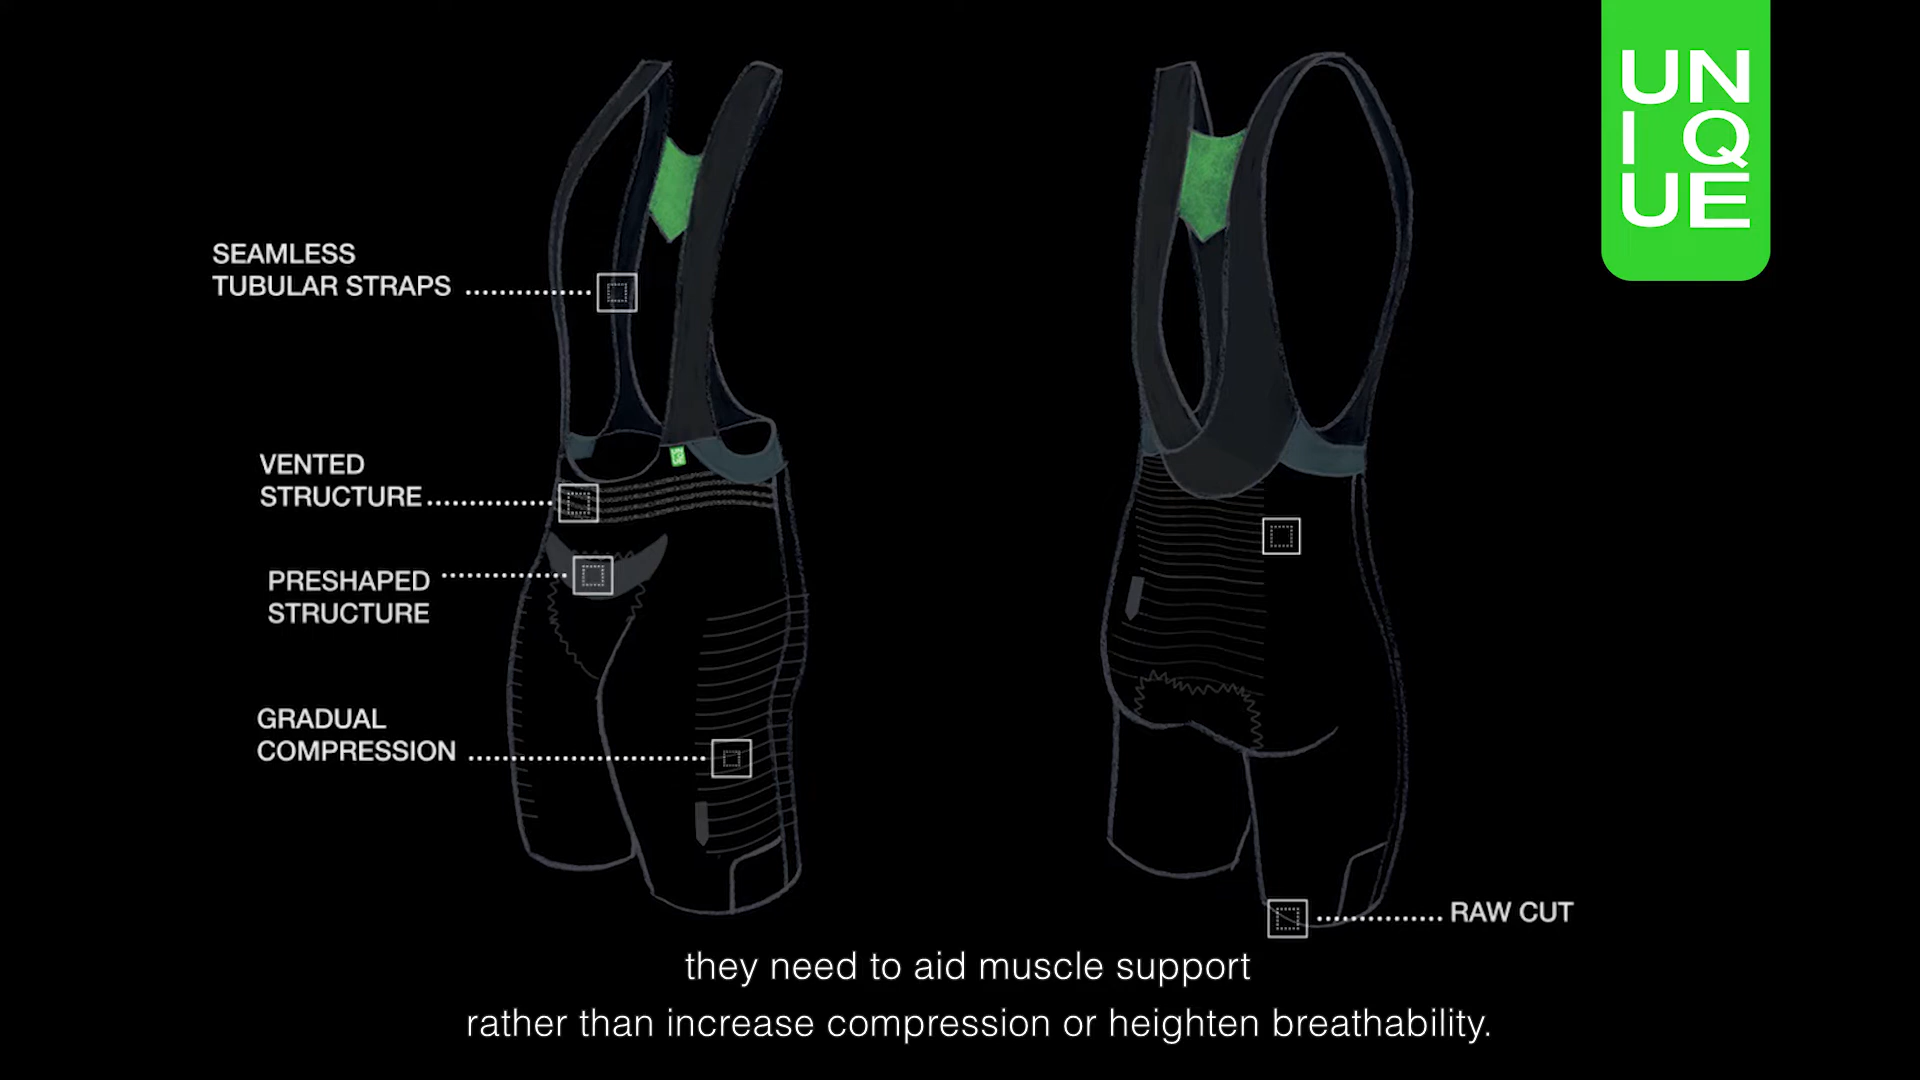 UN
I Q
UE
SEAMLESS
TUBULAR STRAPS
VENTED
STRUCTURE
PRESHAPED
STRUCTURE
GRADUAL
COMPRESSION
RAW CUT
they need to aid muscle support
rather than increase compression or heighten breathability.